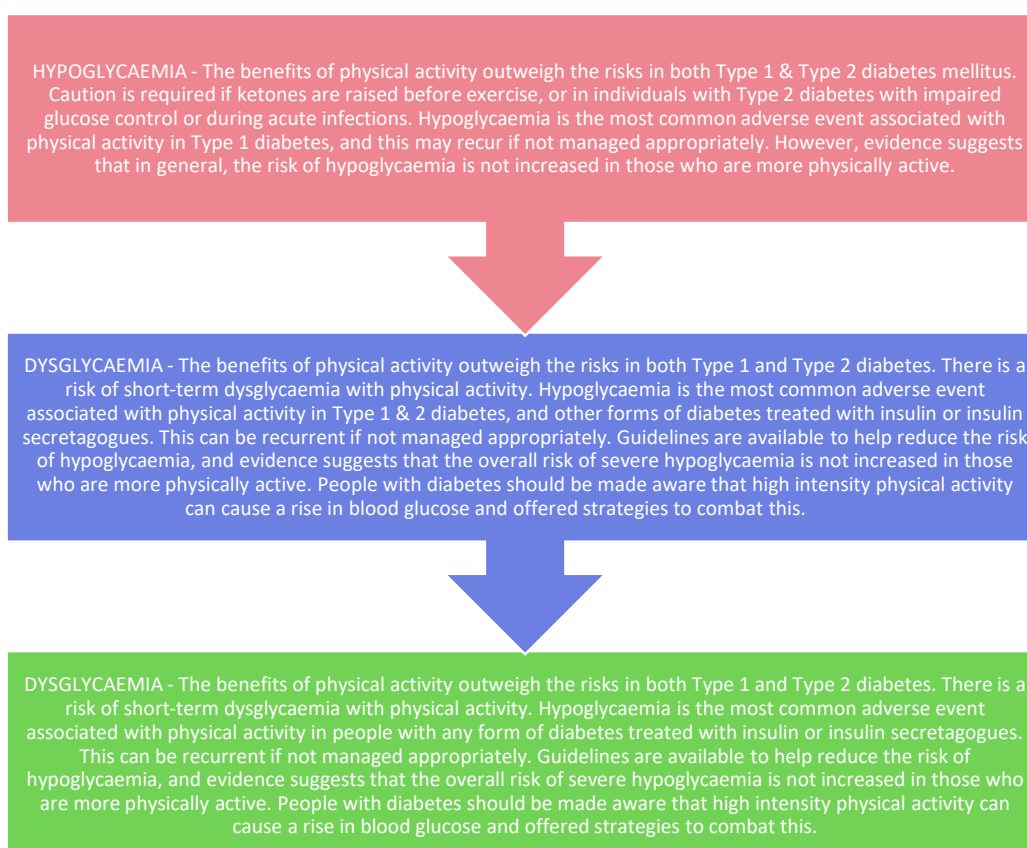 HYPOGLYCAEMIA - The benefits of physical activity outweigh the risks in both Type 1 & Type 2 diabetes mellitus.
Caution is required if ketones are raised before exercise, or in individuals with Type 2 diabetes with impaired
glucose control or during acute infections. Hypoglycaemia is the most common adverse event associated with
physical activity in Type 1 diabetes, and this may recur if not managed appropriately. However, evidence suggests
that in general, the risk of hypoglycaemia is not increased in those who are more physically active.
DYSGLYCAEMIA - The benefits of physical activity outweigh the risks in both Type 1 and Type 2 diabetes. There is a
risk of short-term dysglycaemia with physical activity. Hypoglycaemia is the most common adverse event
associated with physical activity in Type 1 & 2 diabetes, and other forms of diabetes treated with insulin or insulin
secretagogues. This can be recurrent if not managed appropriately. Guidelines are available to help reduce the risk
of hypoglycaemia, and evidence suggests that the overall risk of severe hypoglycaemia is not increased in those
who are more physically active. People with diabetes should be made aware that high intensity physical activity
can cause a rise in blood glucose and offered strategies to combat this.
DYSGLYCAEMIA - The benefits of physical activity outweigh the risks in both Type 1 and Type 2 diabetes. There is a
risk of short-term dysglycaemia with physical activity. Hypoglycaemia is the most common adverse event
associated with physical activity in people with any form of diabetes treated with insulin or insulin secretagogues.
This can be recurrent if not managed appropriately. Guidelines are available to help reduce the risk of
hypoglycaemia, and evidence suggests that the overall risk of severe hypoglycaemia is not increased in those who
are more physically active. People with diabetes should be made aware that high intensity physical activity can
cause a rise in blood glucose and offered strategies to combat this.